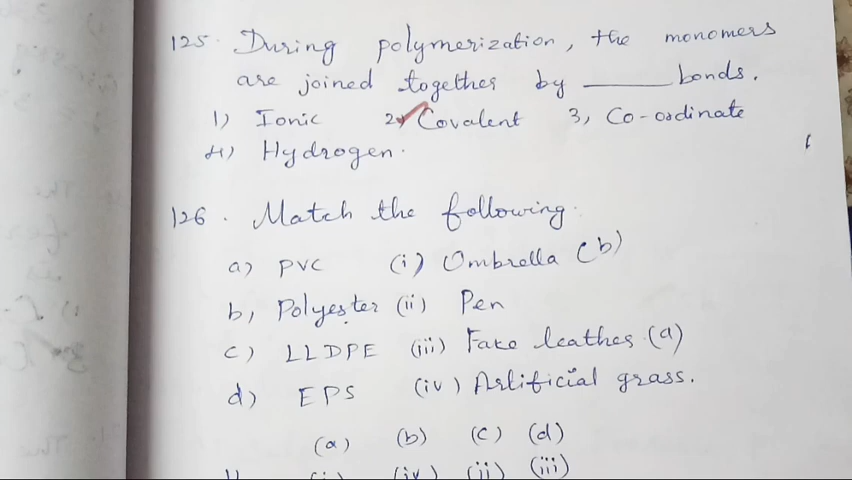 125. During polymerization, the monomers
are joined together by ______ bonds.
1) Ionic 2) Covalent 3, Co-ordinate
4) Hydrogen.
126. Match the following.
a) PVC (i) Umbrella (b)
b, Polyester (ii) Pen
c) LLDPE (iii) Fake leather (a)
d) EPS (iv) Artificial grass.
(a) (b) (c) (d)
1) (i) (iv) (ii) (iii)